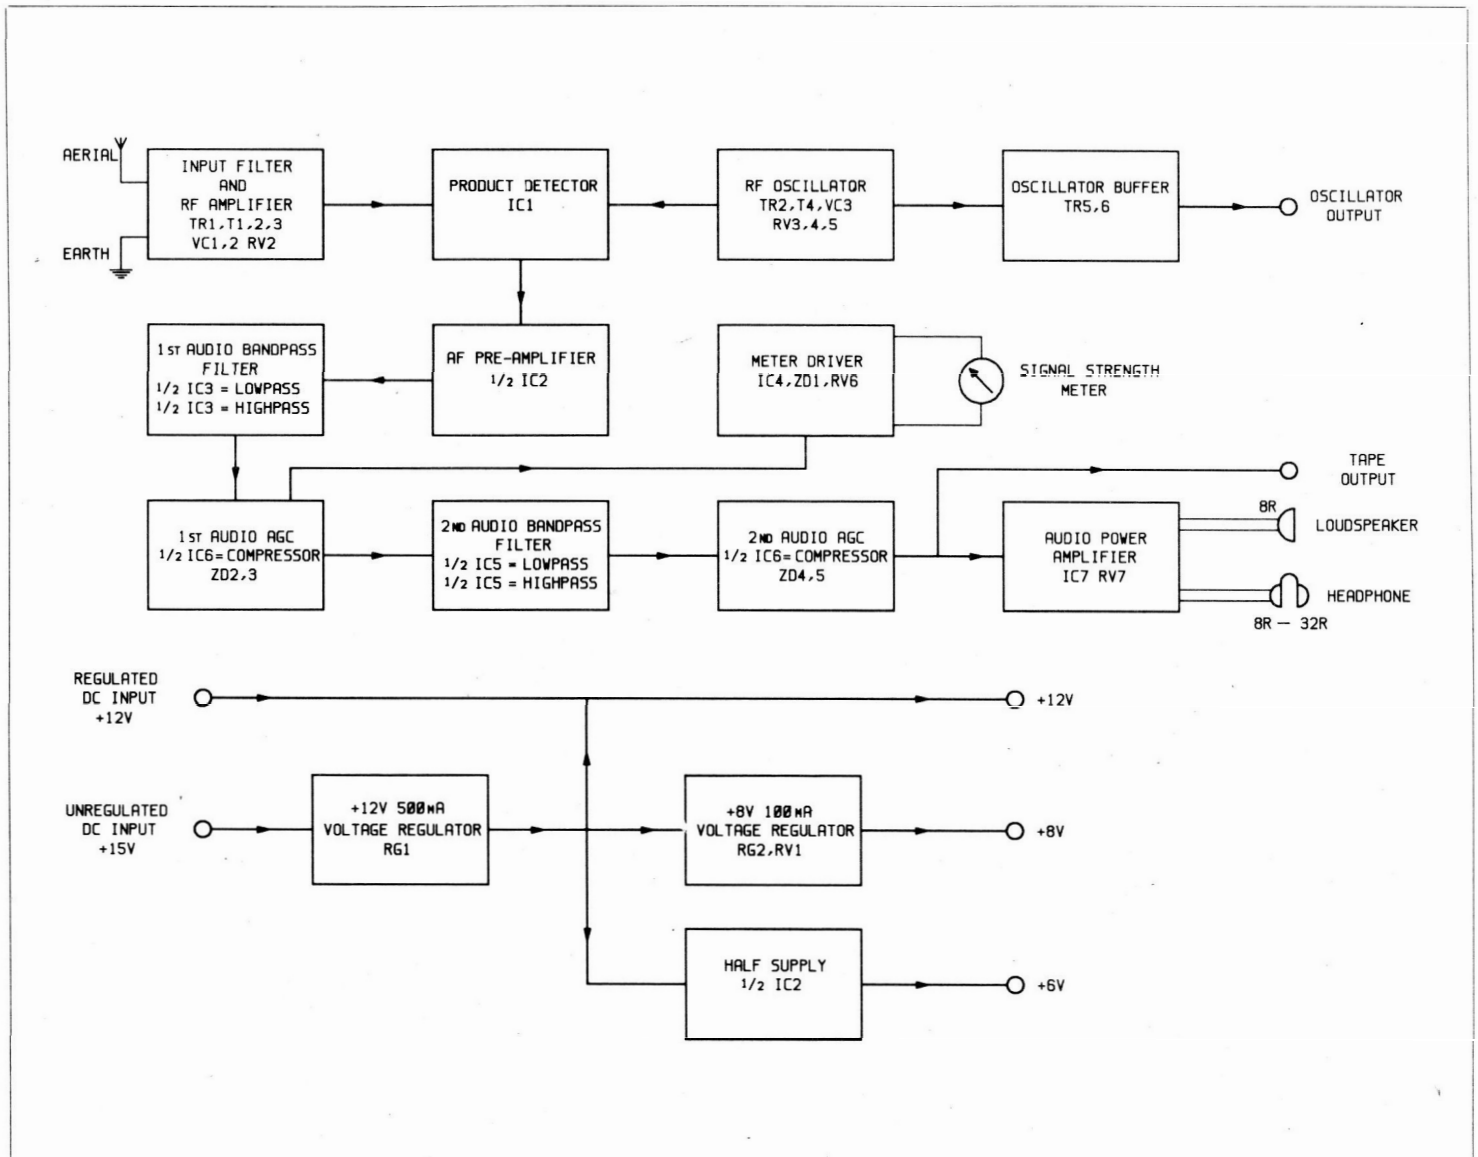 AERIAL
EARTH
INPUT FILTER
AND
RF AMPLIFIER
TR1,T1,2,3
VC1,2 RV2
PRODUCT DETECTOR
IC1
RF OSCILLATOR
TR2,T4,VC3
RV3,4,5
OSCILLATOR BUFFER
TR5,6
OSCILLATOR
OUTPUT
1ST AUDIO BANDPASS
FILTER
1/2 IC3 = LOWPASS
1/2 IC3 = HIGHPASS
AF PRE-AMPLIFIER
1/2 IC2
METER DRIVER
IC4,ZD1,RV6
SIGNAL STRENGTH
METER
1ST AUDIO AGC
1/2 IC6=COMPRESSOR
ZD2,3
2ND AUDIO BANDPASS
FILTER
1/2 IC5 = LOWPASS
1/2 IC5 = HIGHPASS
2ND AUDIO AGC
1/2 IC6=COMPRESSOR
ZD4,5
AUDIO POWER
AMPLIFIER
IC7 RV7
TAPE
OUTPUT
8R
LOUDSPEAKER
HEADPHONE
8R — 32R
REGULATED
DC INPUT
+12V
+12V
UNREGULATED
DC INPUT
+15V
+12V 500mA
VOLTAGE REGULATOR
RG1
+8V 100mA
VOLTAGE REGULATOR
RG2,RV1
+8V
HALF SUPPLY
1/2 IC2
+6V